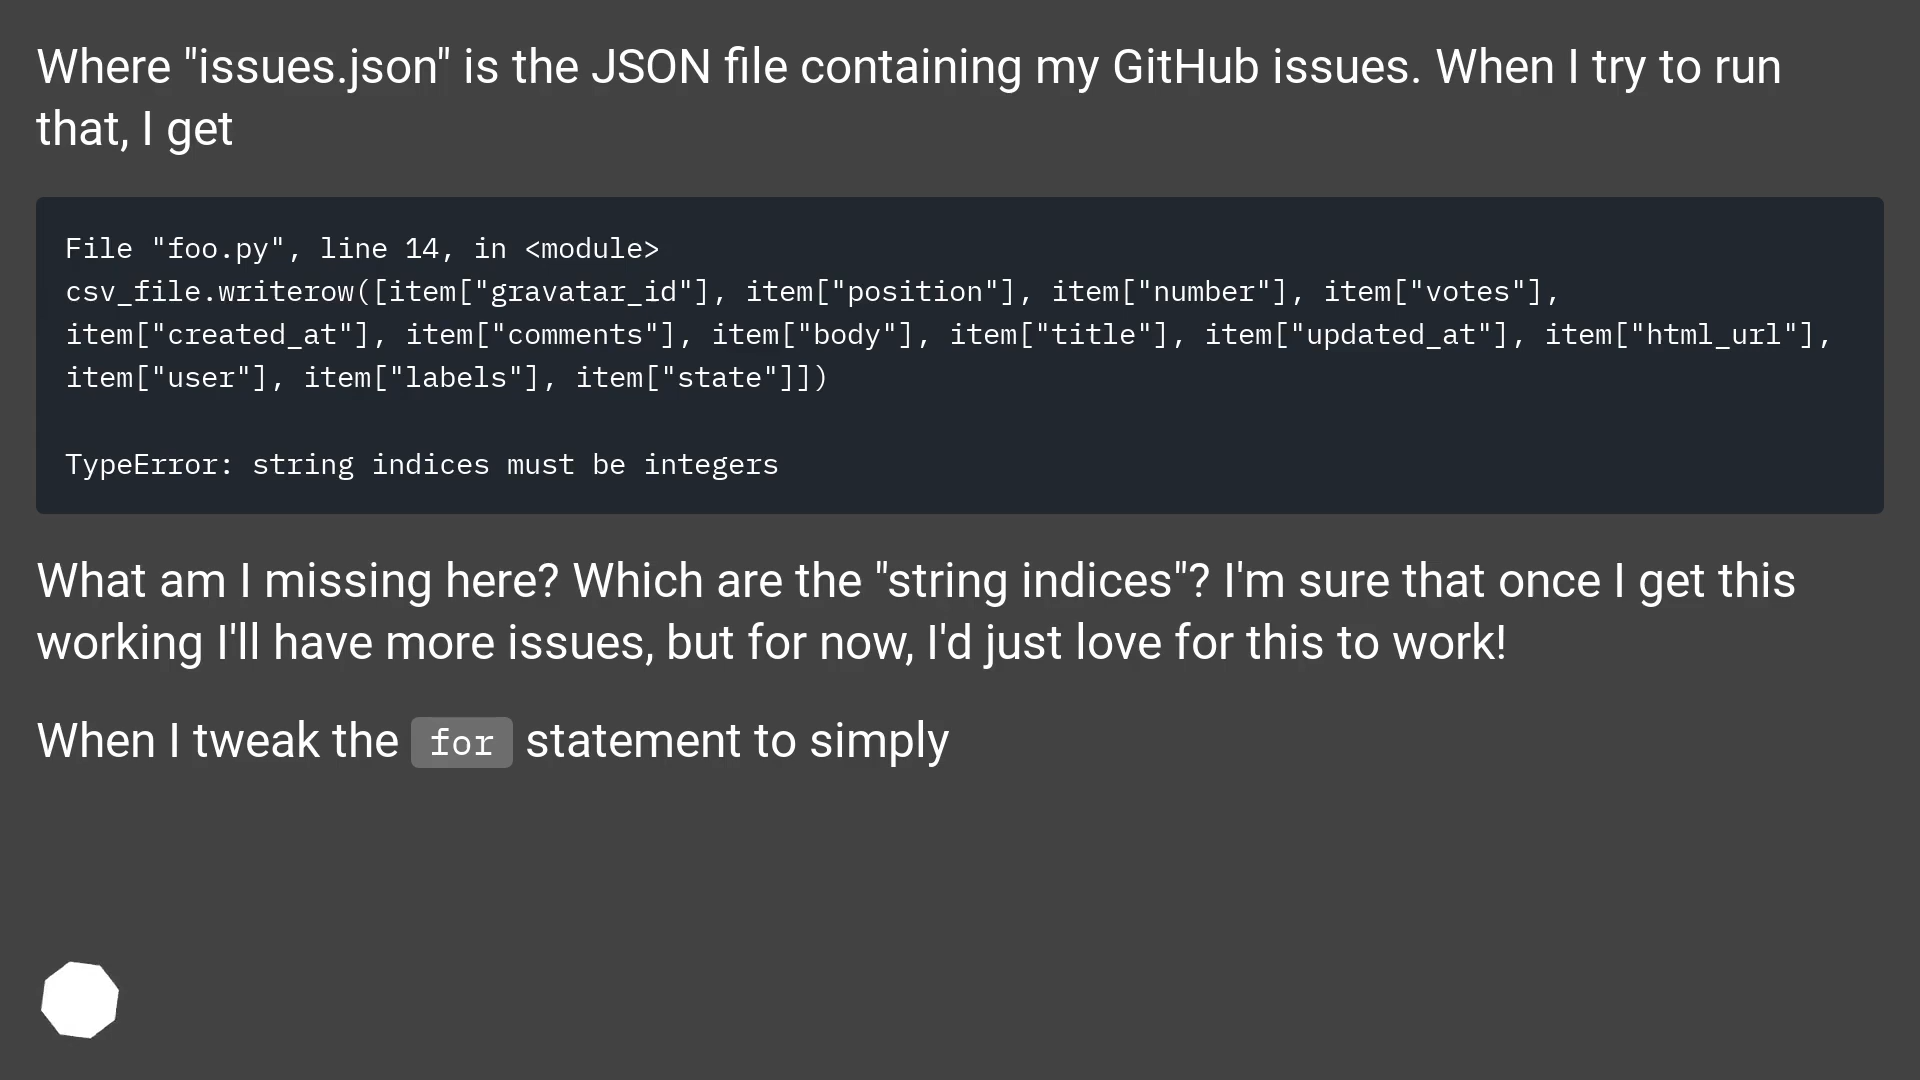 Where "issues.json" is the JSON file containing my GitHub issues. When I try to run
that, I get
File "foo.py", line 14, in <module>
csv_file.writerow([item["gravatar_id"], item["position"], item["number"], item["votes"],
item["created_at"], item["comments"], item["body"], item["title"], item["updated_at"], item["html_url"],
item["user"], item["labels"], item["state"]])
TypeError: string indices must be integers
What am I missing here? Which are the "string indices"? I'm sure that once I get this
working I'll have more issues, but for now, I'd just love for this to work!
When I tweak the for statement to simply